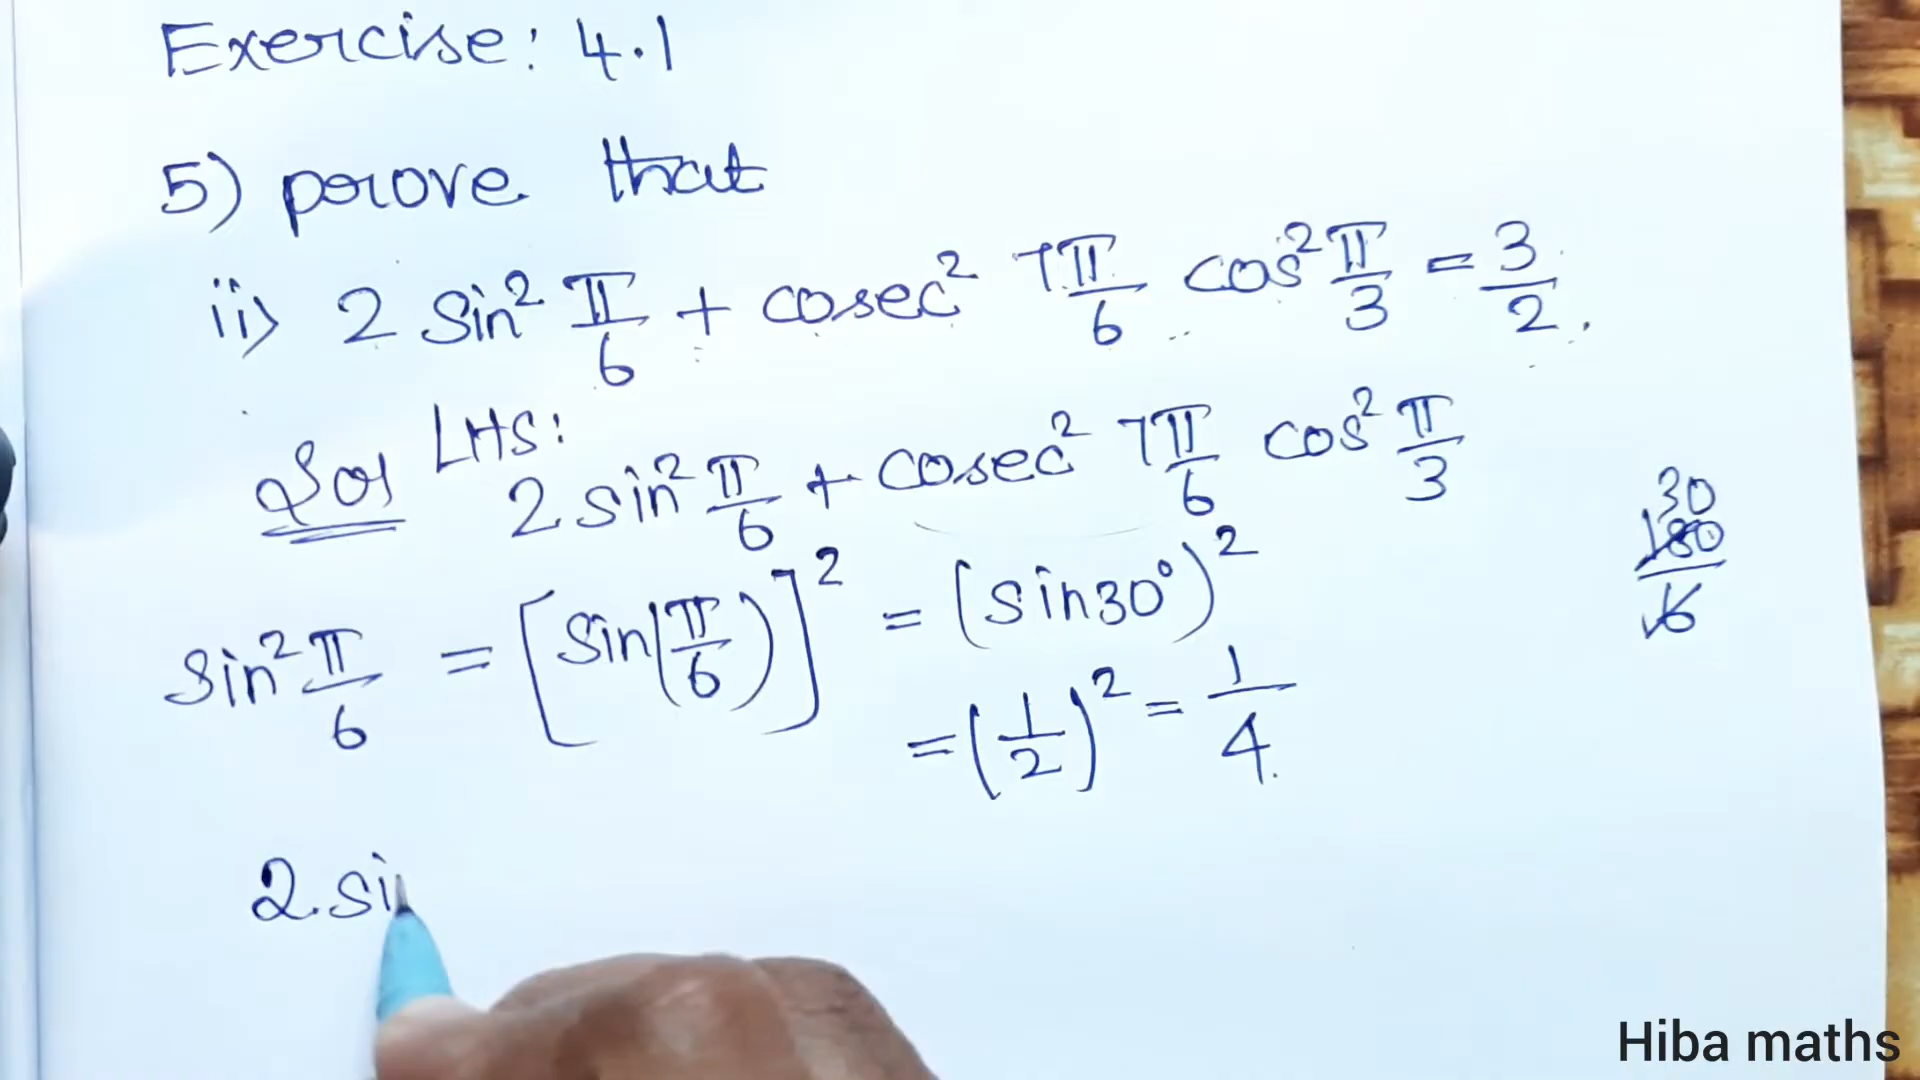 Exercise: 4.1
5) prove that
ii) 2 sin² π/6 + cosec² 7π/6 cos² π/3 = 3/2.
Sol LHS:
2 sin² π/6 + cosec² 7π/6 cos² π/3
30
180/6
sin² π/6 = [sin(π/6)]² = (sin30°)²
= (1/2)² = 1/4.
2.si
Hiba maths